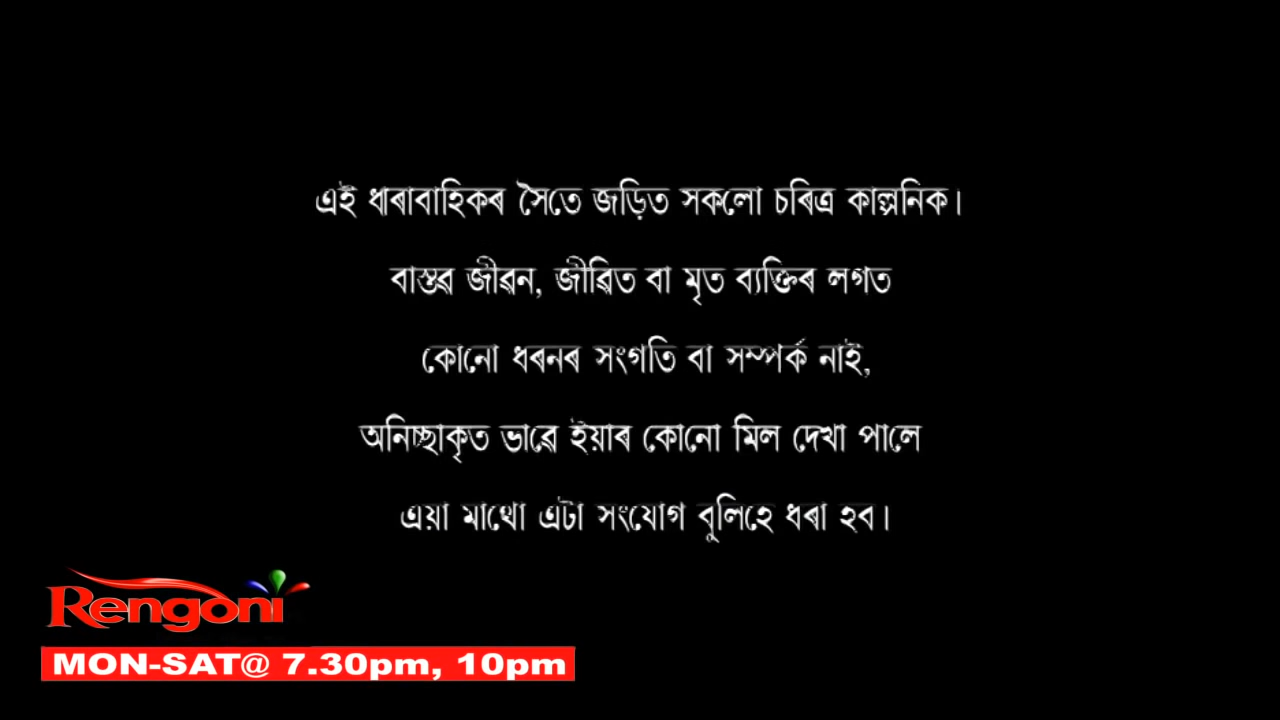 এই ধাৰাবাহিকৰ সৈতে জড়িত সকলো চৰিত্ৰ কাল্পনিক।
বাস্তৱ জীৱন, জীৱিত বা মৃত ব্যক্তিৰ লগত
কোনো ধৰনৰ সংগতি বা সম্পৰ্ক নাই,
অনিচ্ছাকৃত ভাৱে ইয়াৰ কোনো মিল দেখা পালে
এয়া মাথো এটা সংযোগ বুলিহে ধৰা হব।
Rengoni
MON-SAT@ 7.30pm, 10pm